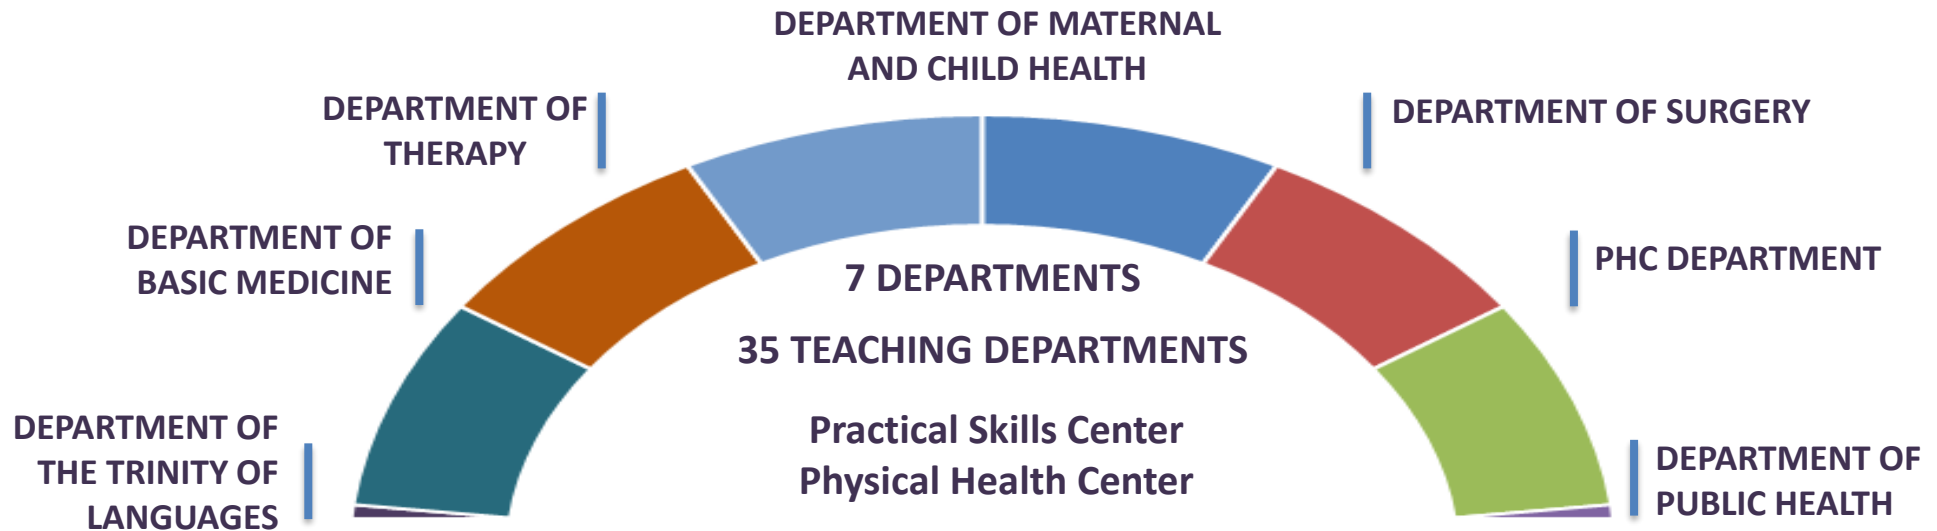 DEPARTMENT OF MATERNAL
AND CHILD HEALTH
DEPARTMENT OF
THERAPY
DEPARTMENT OF SURGERY
DEPARTMENT OF
BASIC MEDICINE
PHC DEPARTMENT
7 DEPARTMENTS
35 TEACHING DEPARTMENTS
Practical Skills Center
Physical Health Center
DEPARTMENT OF
THE TRINITY OF
LANGUAGES
DEPARTMENT OF
PUBLIC HEALTH